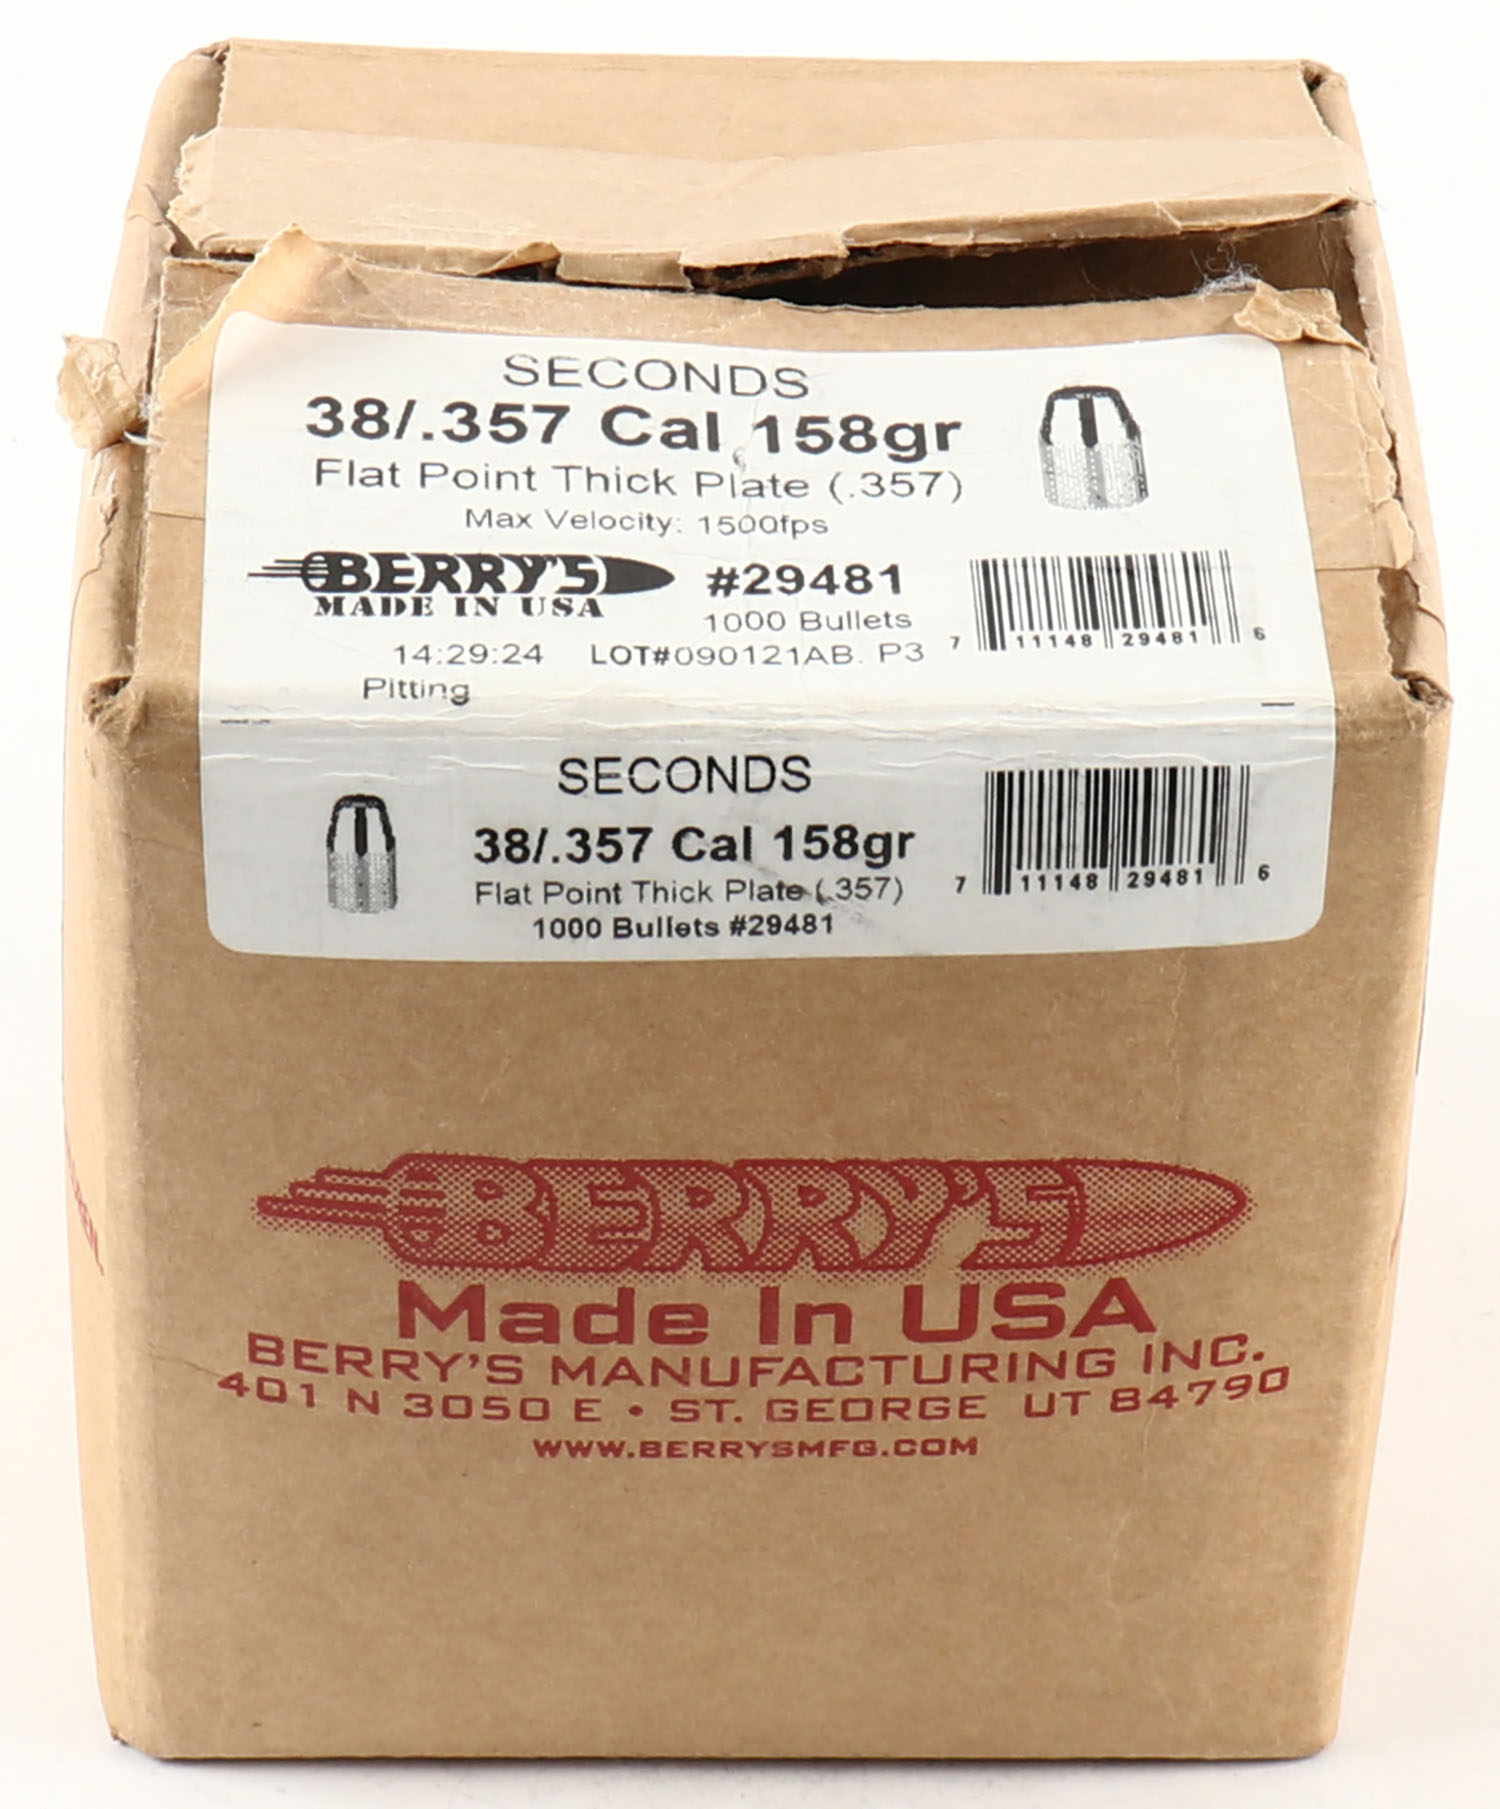 SECONDS
38/.357 Cal 158gr
Flat Point Thick Plate (.357)
Max Velocity: 1500fps
BERRY'S
MADE IN USA
#29481
1000 Bullets
14:29:24 LOT#090121AB. P3
Pitting
7 11148 29481 6
SECONDS
38/.357 Cal 158gr
Flat Point Thick Plate (.357)
1000 Bullets #29481
7 11148 29481 6
BERRY'S
Made In USA
BERRY'S MANUFACTURING INC.
401 N 3050 E • ST. GEORGE UT 84790
WWW.BERRYSMFG.COM